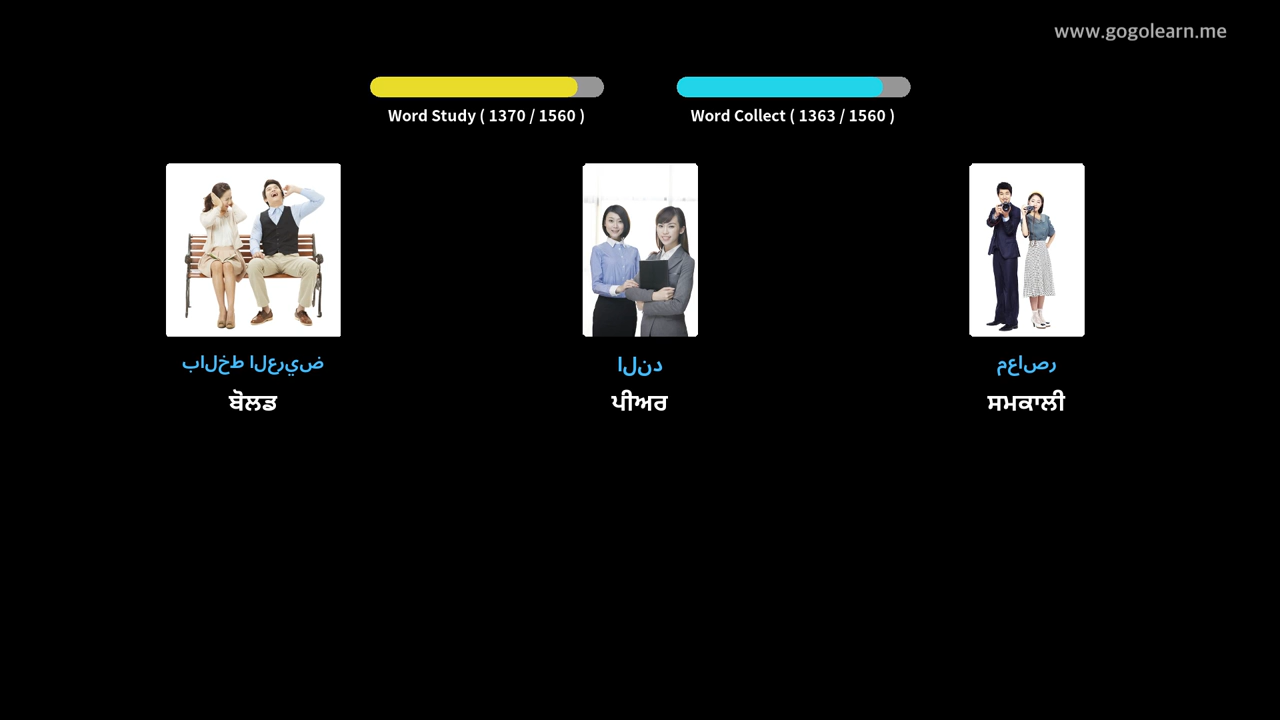 www.gogolearn.me
Word Study ( 1370 / 1560 )
Word Collect ( 1363 / 1560 )
بالخط العريض
الند
معاصر
ਬੋਲਡ
ਪੀਅਰ
ਸਮਕਾਲੀ